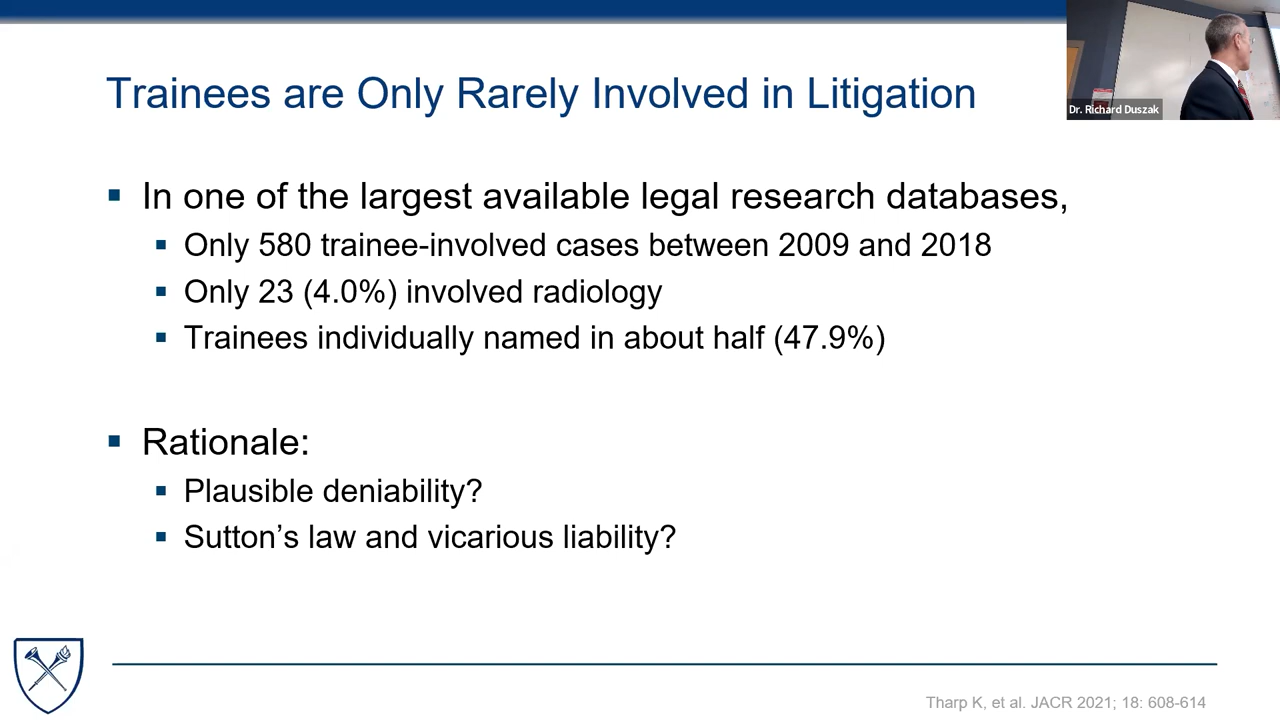 Trainees are Only Rarely Involved in Litigation
Dr. Richard Duszak
In one of the largest available legal research databases,
Only 580 trainee-involved cases between 2009 and 2018
Only 23 (4.0%) involved radiology
Trainees individually named in about half (47.9%)
Rationale:
Plausible deniability?
Sutton’s law and vicarious liability?
Tharp K, et al. JACR 2021; 18: 608-614